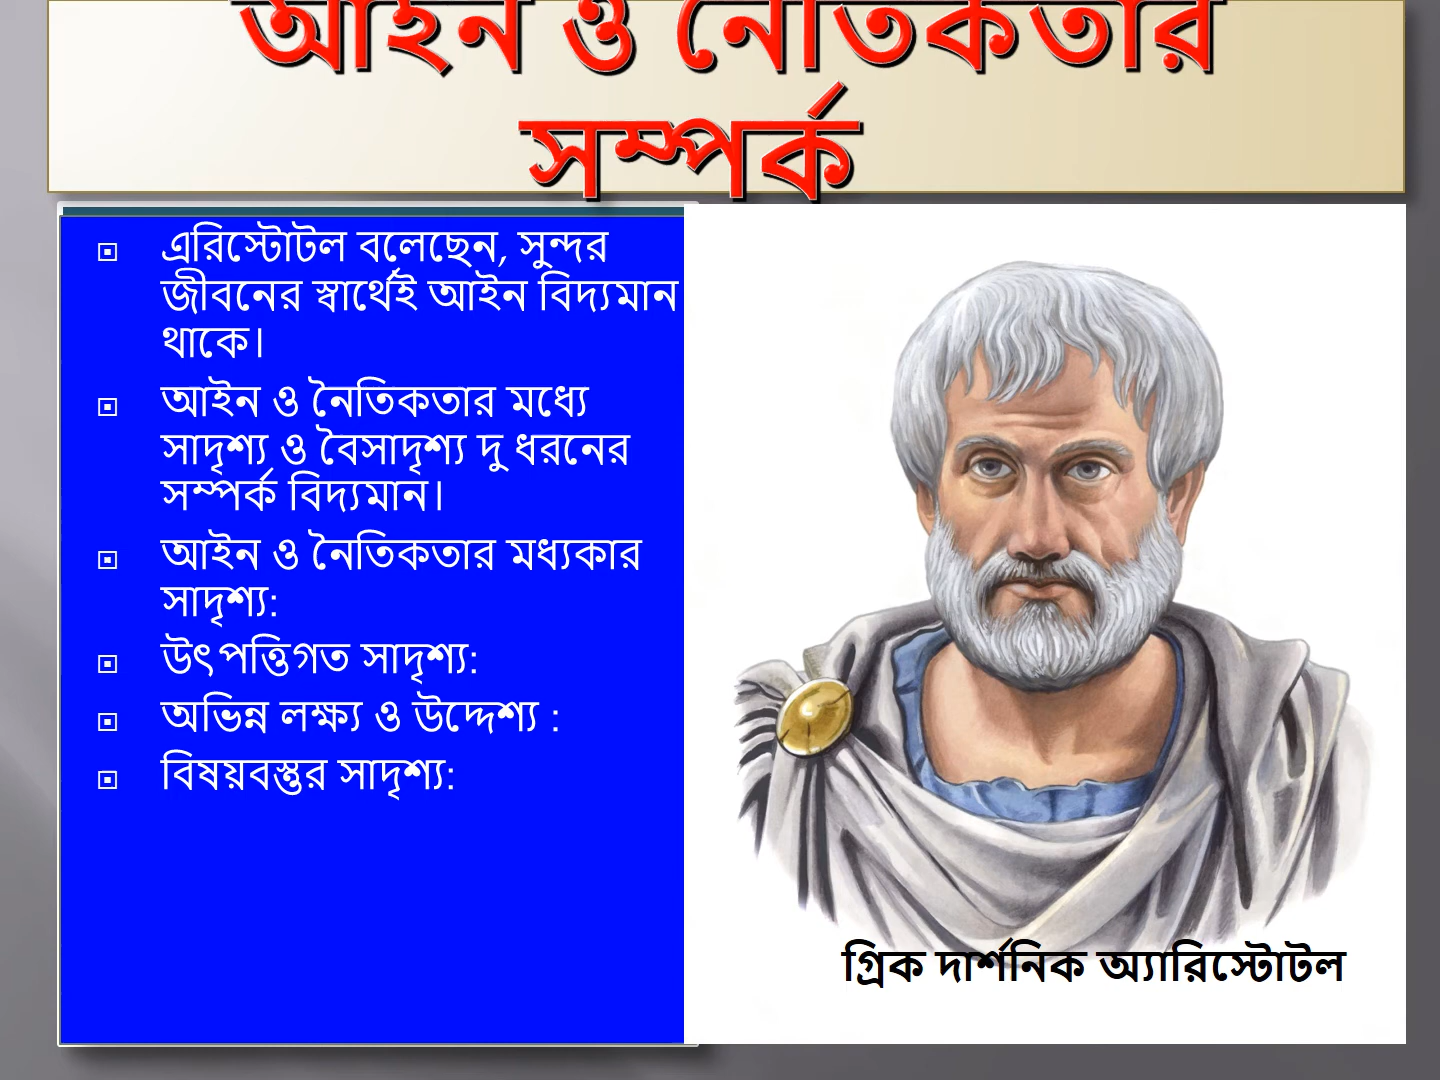 আইন ও নৈতিকতার
সম্পর্ক
এরিস্টোটল বলেছেন, সুন্দর
জীবনের স্বার্থেই আইন বিদ্যমান
থাকে।
আইন ও নৈতিকতার মধ্যে
সাদৃশ্য ও বৈসাদৃশ্য দু ধরনের
সম্পর্ক বিদ্যমান।
আইন ও নৈতিকতার মধ্যকার
সাদৃশ্য:
উৎপত্তিগত সাদৃশ্য:
অভিন্ন লক্ষ্য ও উদ্দেশ্য :
বিষয়বস্তুর সাদৃশ্য:
গ্রিক দার্শনিক অ্যারিস্টোটল